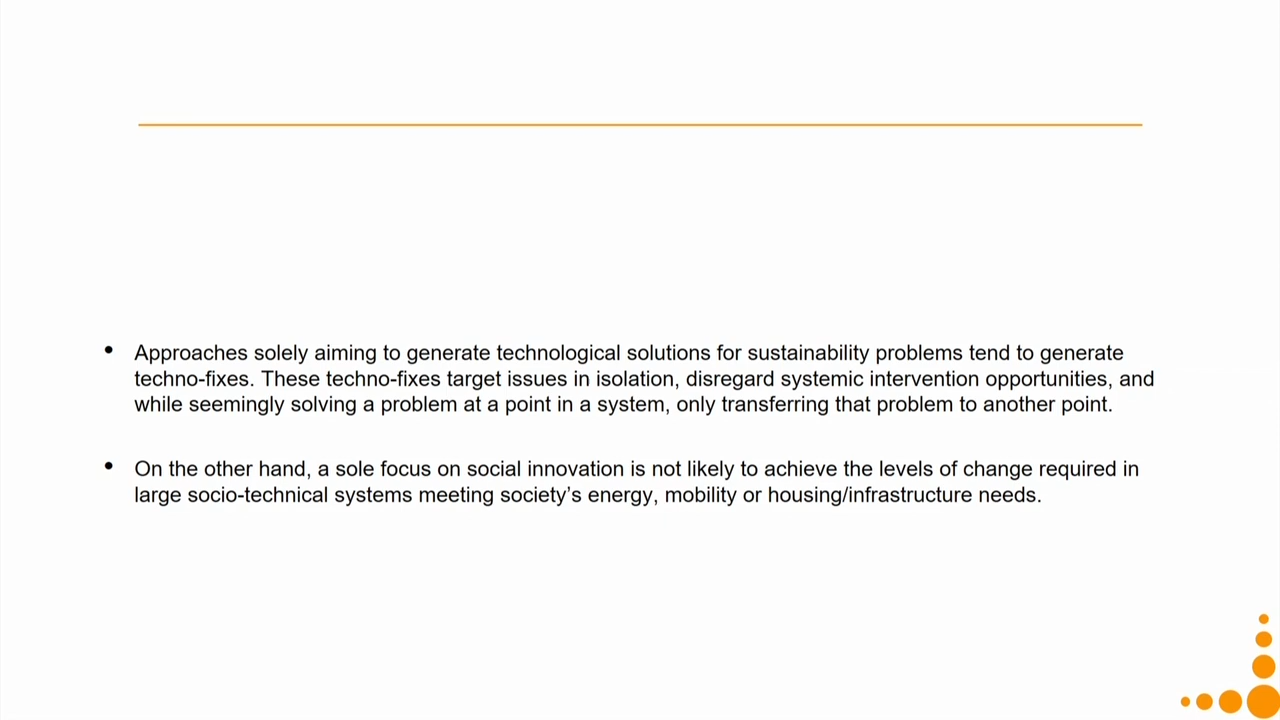 • Approaches solely aiming to generate technological solutions for sustainability problems tend to generate
techno-fixes. These techno-fixes target issues in isolation, disregard systemic intervention opportunities, and
while seemingly solving a problem at a point in a system, only transferring that problem to another point.
• On the other hand, a sole focus on social innovation is not likely to achieve the levels of change required in
large socio-technical systems meeting society’s energy, mobility or housing/infrastructure needs.